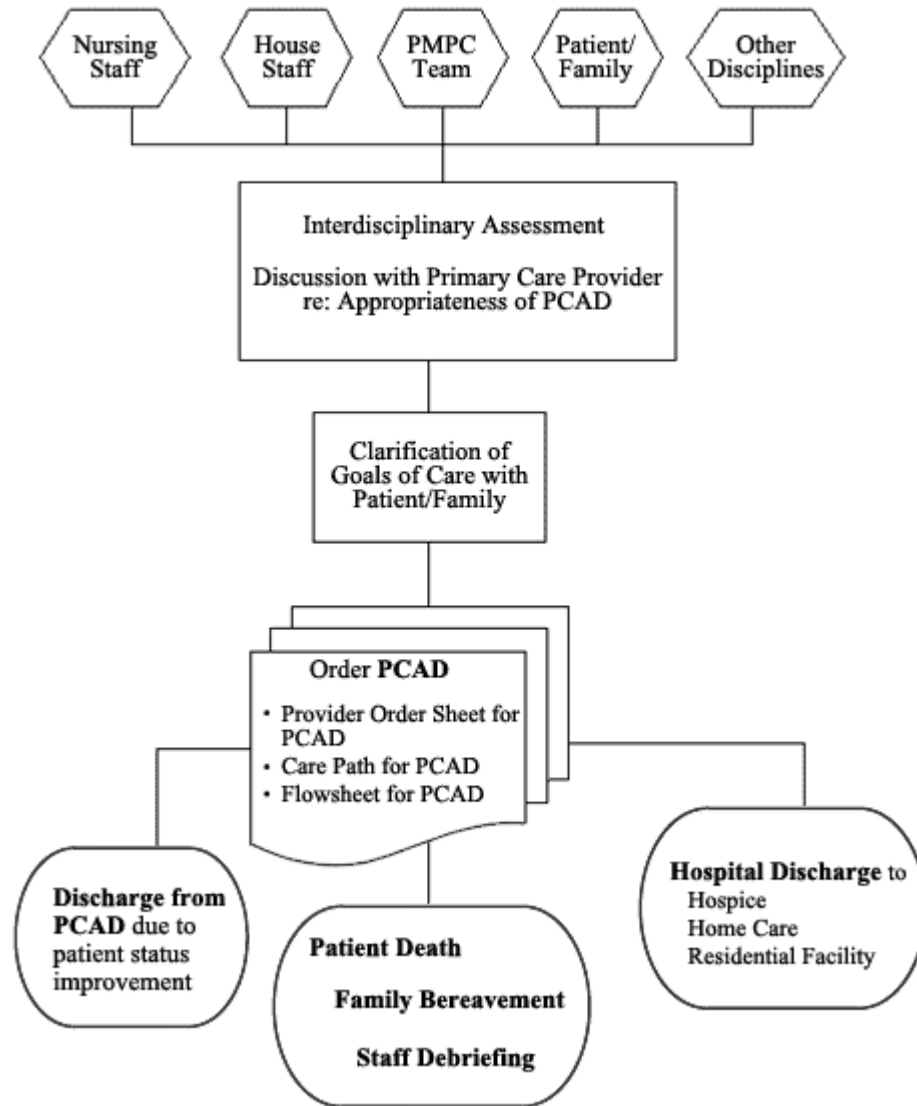 Nursing
Staff
House
Staff
PMPC
Team
Patient/
Family
Other
Disciplines
Interdisciplinary Assessment
Discussion with Primary Care Provider
re: Appropriateness of PCAD
Clarification of
Goals of Care with
Patient/Family
Order PCAD
• Provider Order Sheet for
PCAD
• Care Path for PCAD
• Flowsheet for PCAD
Discharge from
PCAD due to
patient status
improvement
Patient Death
Family Bereavement
Staff Debriefing
Hospital Discharge to
Hospice
Home Care
Residential Facility